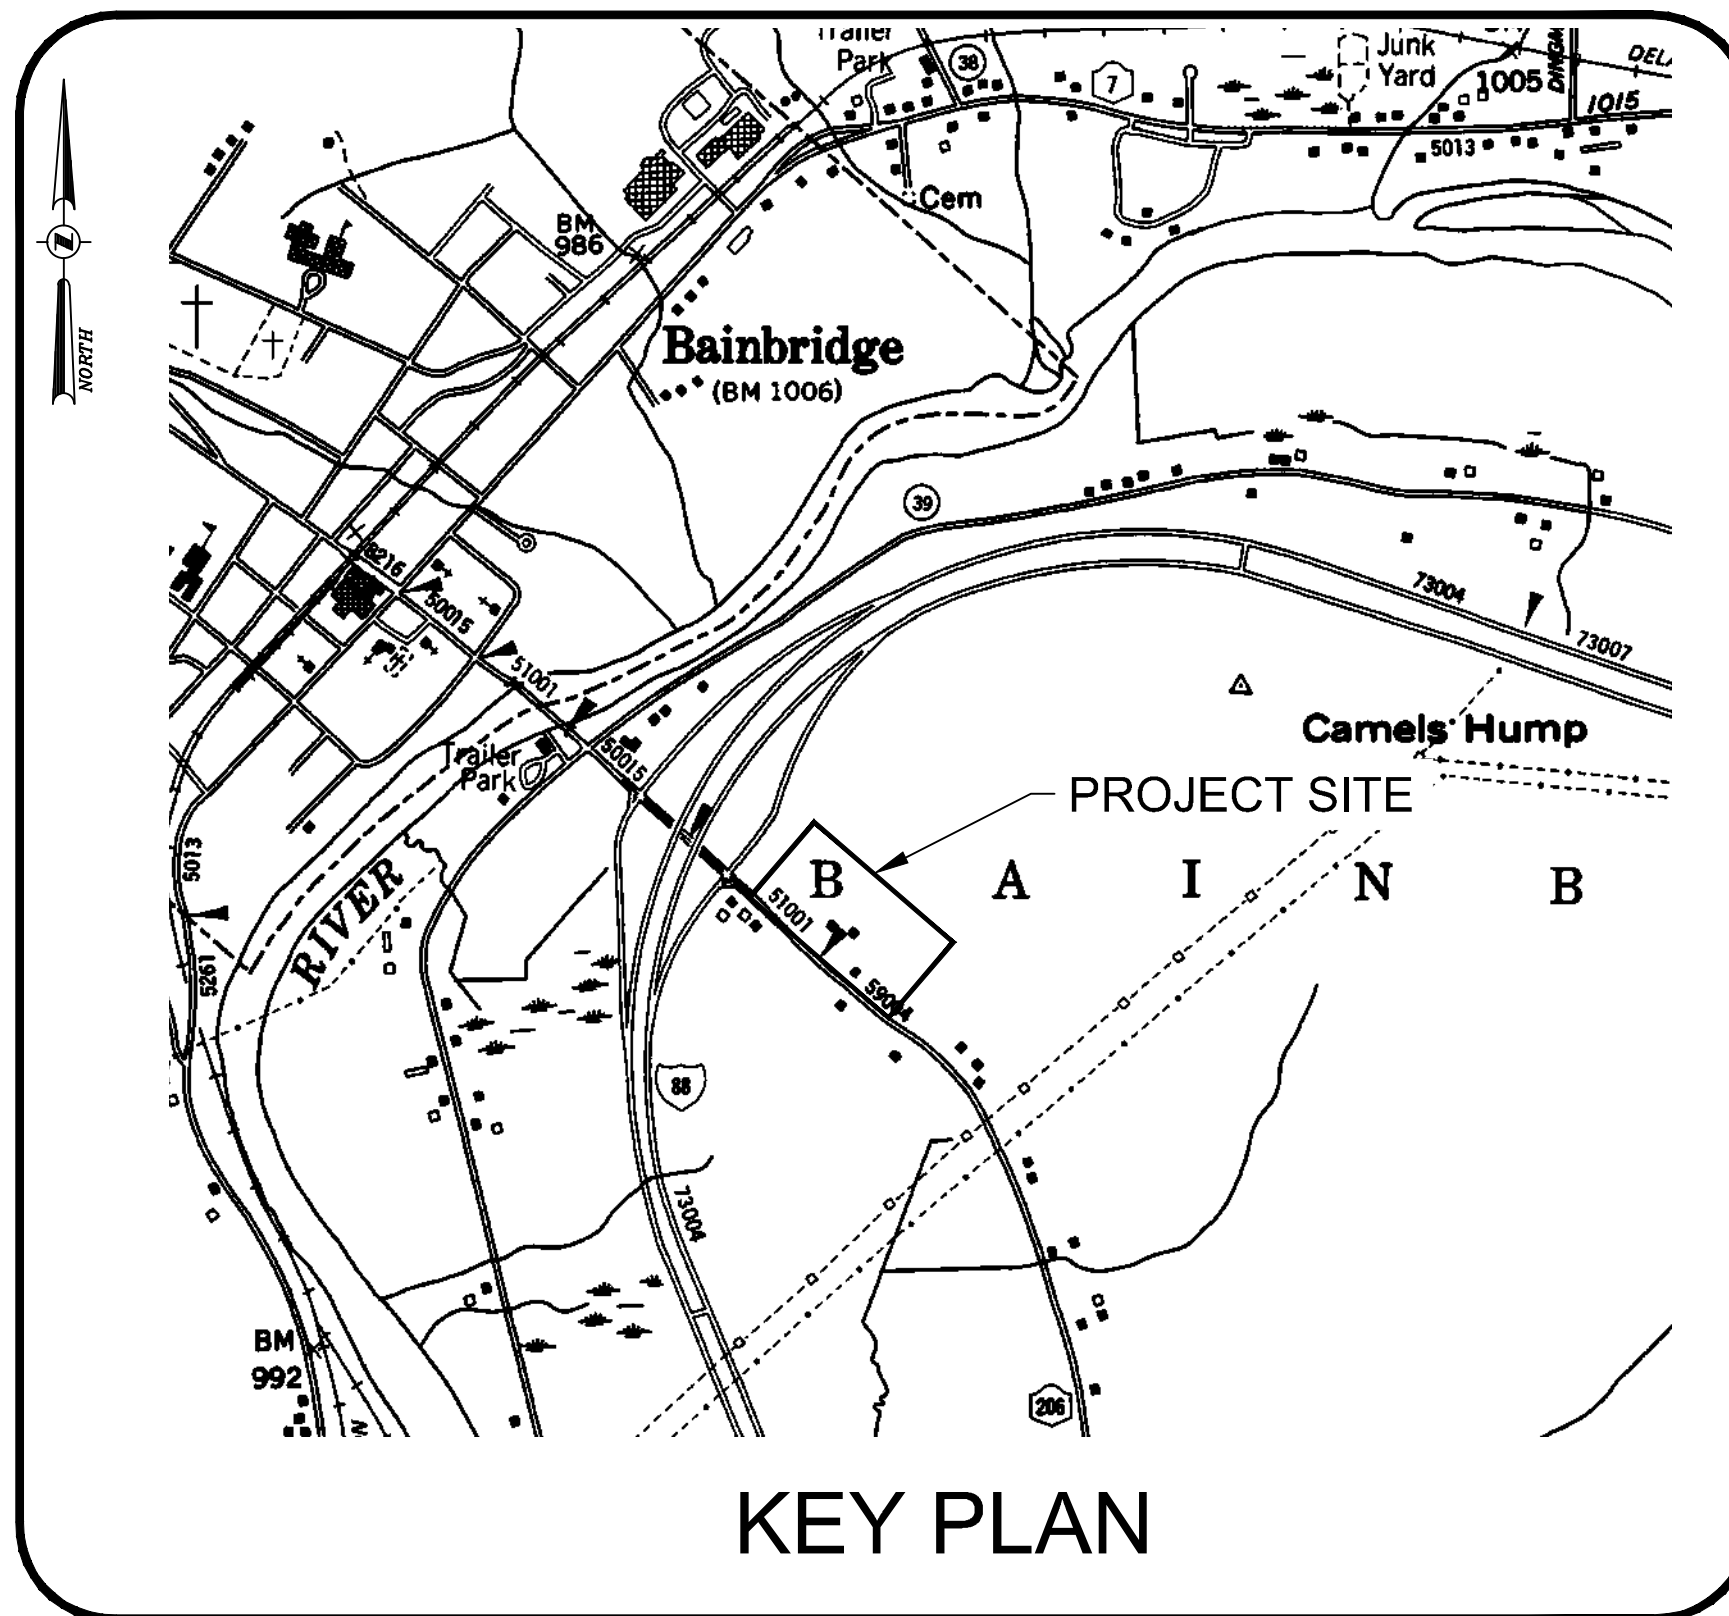 Trailer
Park
38
7
Junk
Yard
1005
DEL
1015
5013
Cem
BM
986
NORTH
Bainbridge
(BM 1006)
39
8216
50015
73004
73007
51001
Camels Hump
Trailer
Park
50015
PROJECT SITE
5013
RIVER
B A I N B
51001
5261
59004
88
73004
BM
992
206
KEY PLAN